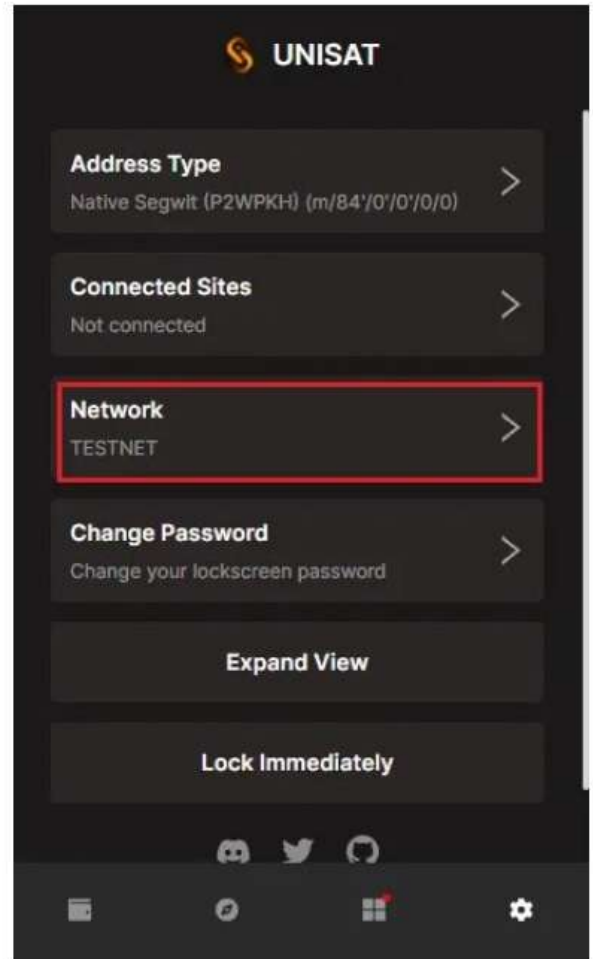 UNISAT
Address Type
Native Segwit (P2WPKH) (m/84'/0'/0'/0/0)
Connected Sites
Not connected
Network
TESTNET
Change Password
Change your lockscreen password
Expand View
Lock Immediately